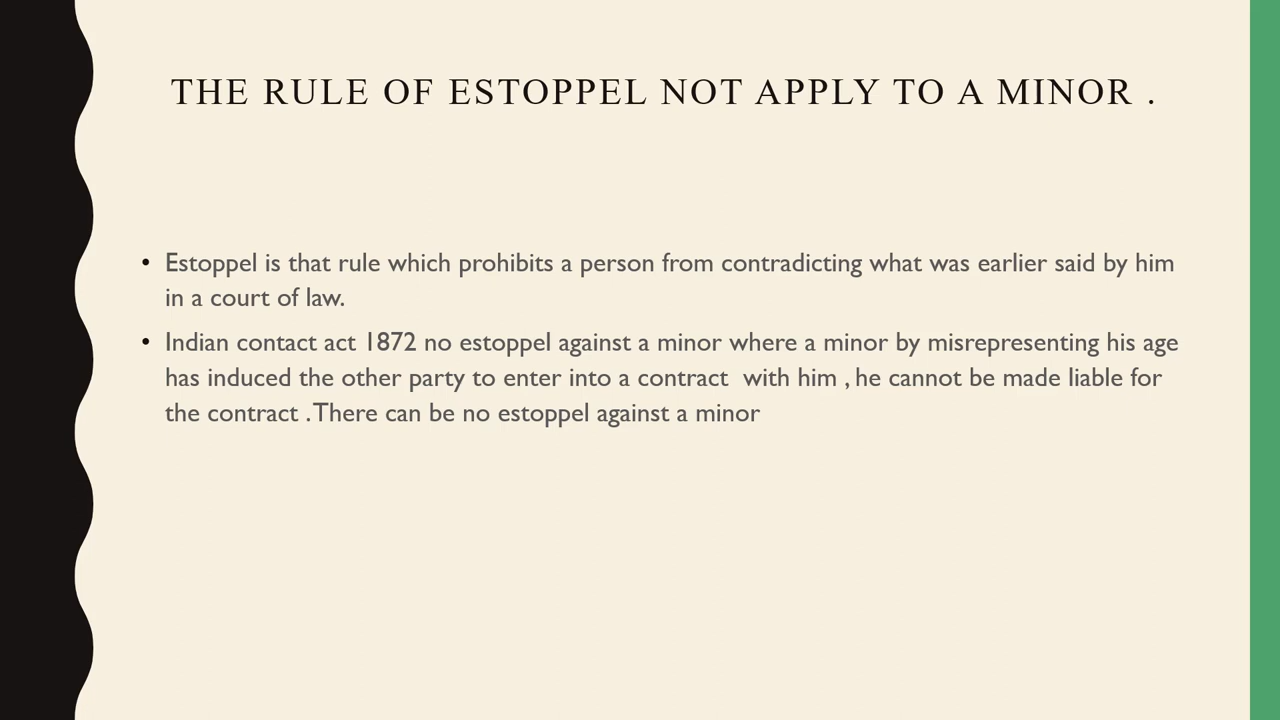 THE RULE OF ESTOPPEL NOT APPLY TO A MINOR .
• Estoppel is that rule which prohibits a person from contradicting what was earlier said by him
in a court of law.
• Indian contact act 1872 no estoppel against a minor where a minor by misrepresenting his age
has induced the other party to enter into a contract  with him , he cannot be made liable for
the contract . There can be no estoppel against a minor